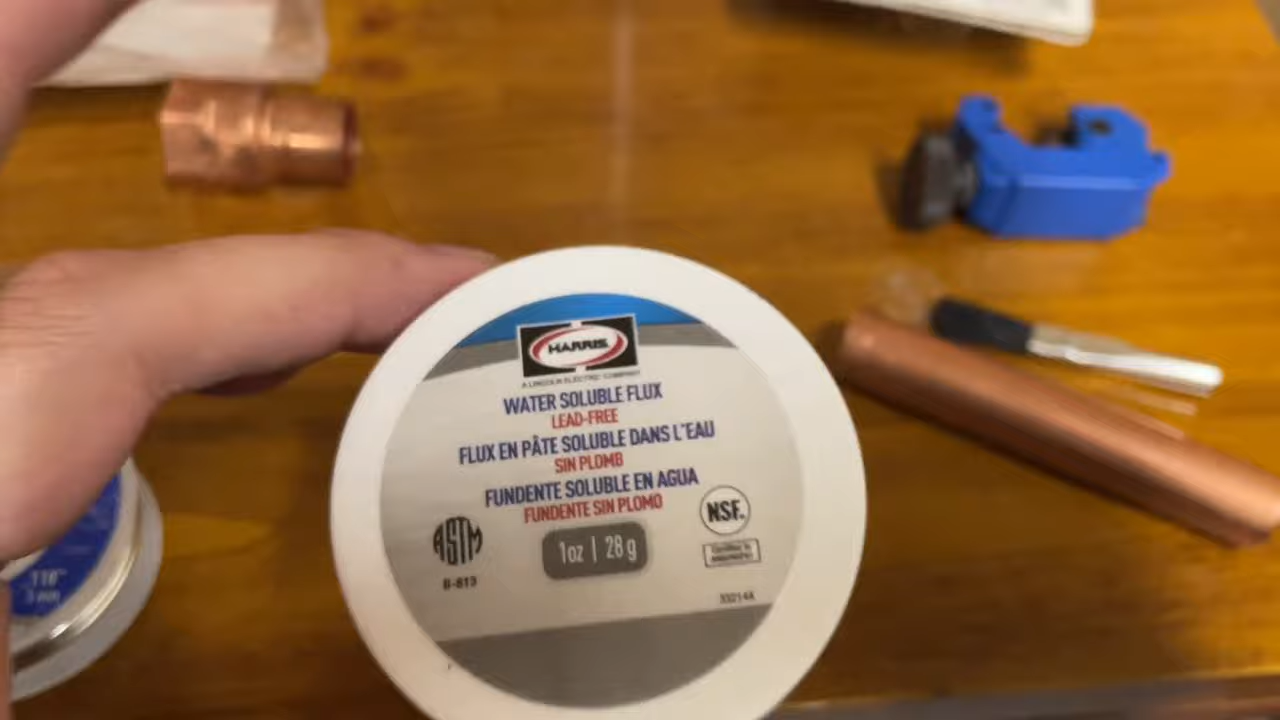 HARRIS
A LINCOLN ELECTRIC COMPANY
WATER SOLUBLE FLUX
LEAD-FREE
FLUX EN PÂTE SOLUBLE DANS L'EAU
SIN PLOMB
FUNDENTE SOLUBLE EN AGUA
FUNDENTE SIN PLOMO
ASTM
B-813
1oz | 28 g
NSF.